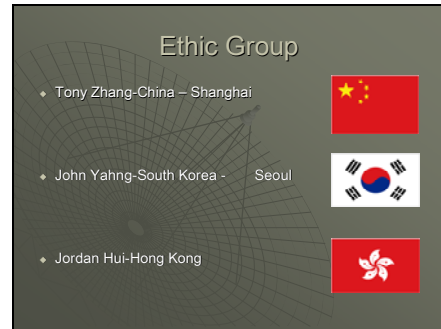 Ethic Group
Tony Zhang-China – Shanghai
John Yahng-South Korea - Seoul
Jordan Hui-Hong Kong